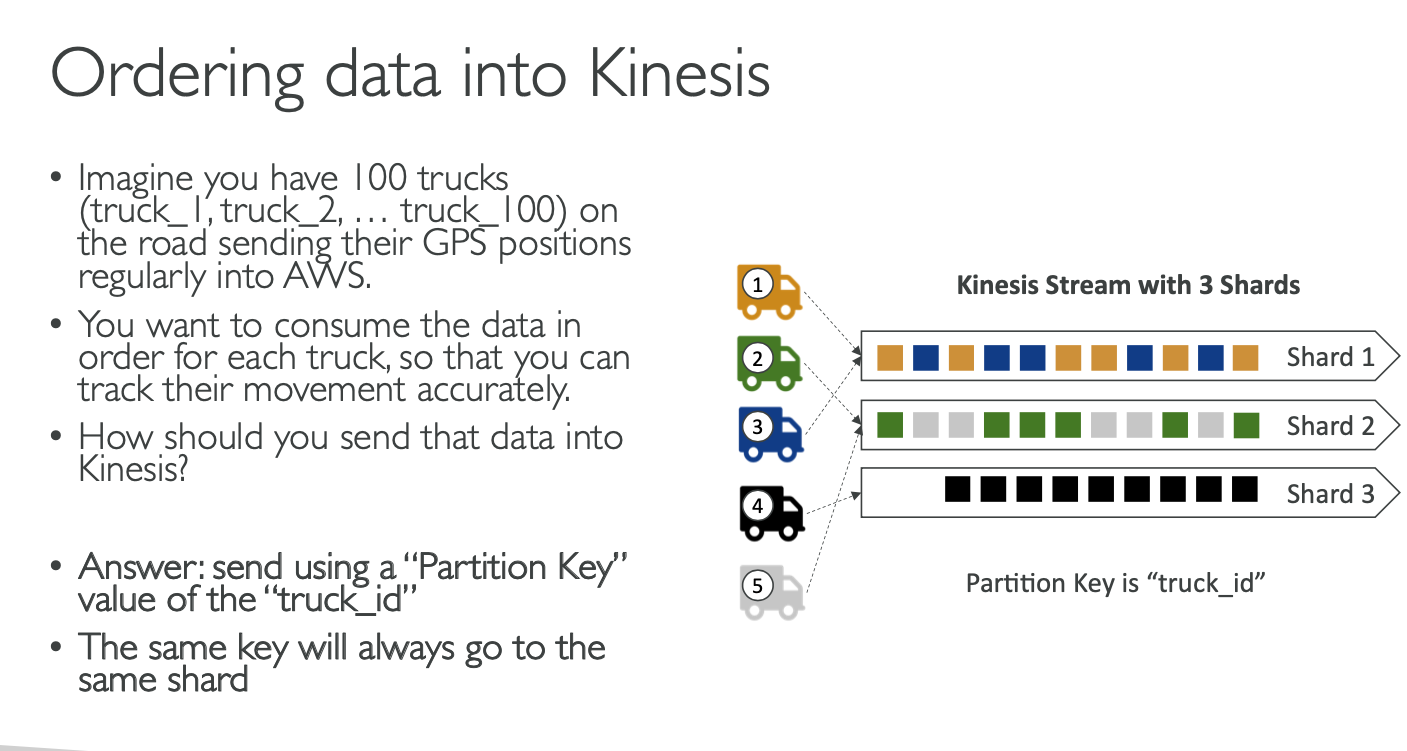 Ordering data into Kinesis
• Imagine you have 100 trucks
(truck_1, truck_2, … truck_100) on
the road sending their GPS positions
regularly into AWS.
• You want to consume the data in
order for each truck, so that you can
track their movement accurately.
• How should you send that data into
Kinesis?
• Answer: send using a “Partition Key”
value of the “truck_id”
• The same key will always go to the
same shard
1
2
3
4
5
Kinesis Stream with 3 Shards
Shard 1
Shard 2
Shard 3
Partition Key is “truck_id”